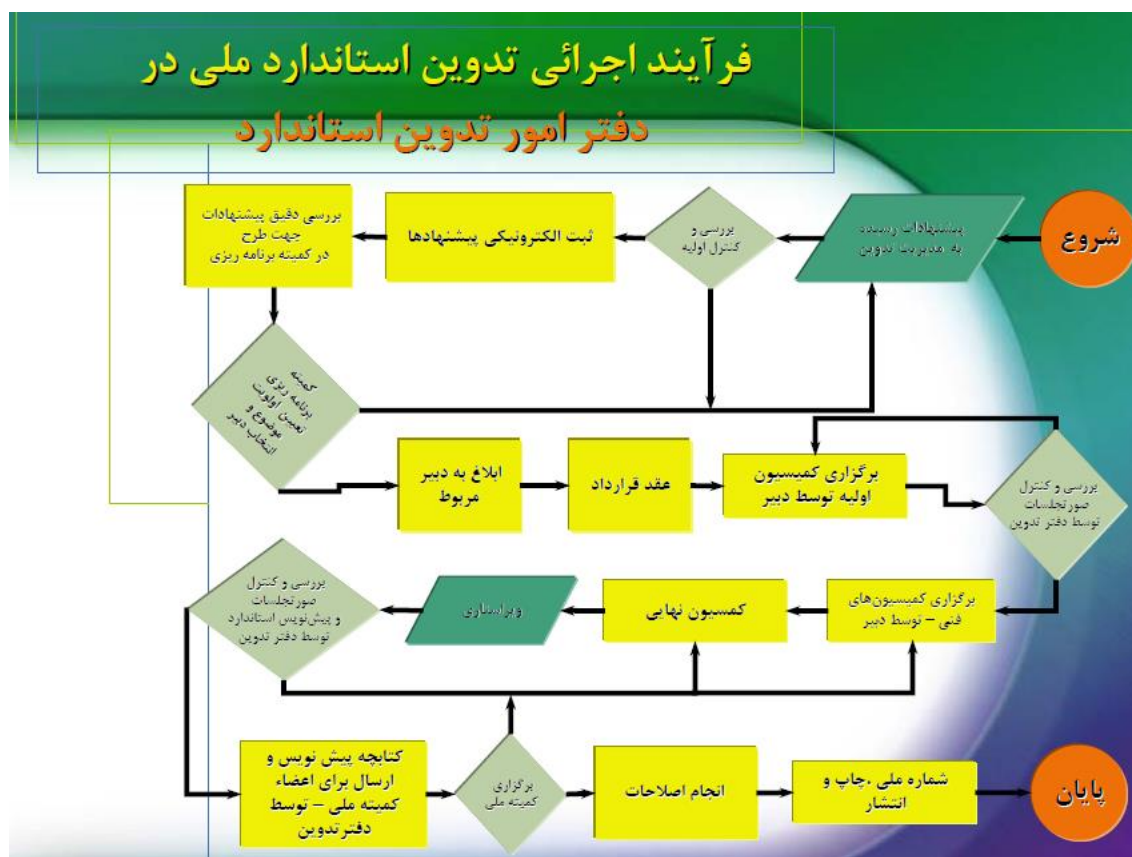 فرآیند اجرائی تدوین استاندارد ملی در
دفتر امور تدوین استاندارد
شروع
پیشنهادات رسیده
به مدیریت تدوین
بررسی و
کنترل اولیه
ثبت الکترونیکی پیشنهادها
بررسی دقیق پیشنهادات
جهت طرح
در کمیته برنامه ریزی
کمیته
برنامه ریزی
تعیین اولویت
موضوع و
انتخاب دبیر
ابلاغ به دبیر
مربوط
عقد قرارداد
برگزاری کمیسیون
اولیه توسط دبیر
بررسی و کنترل
صورتجلسات
توسط دفتر تدوین
برگزاری کمیسیون‌های
فنی – توسط دبیر
کمسیون نهایی
ویراستاری
بررسی و کنترل
صورتجلسات
و پیش‌نویس استاندارد
توسط دفتر تدوین
کتابچه پیش نویس و
ارسال برای اعضاء
کمیته ملی – توسط
دفترتدوین
برگزاری
کمیته ملی
انجام اصلاحات
شماره ملی ،چاپ و
انتشار
پایان